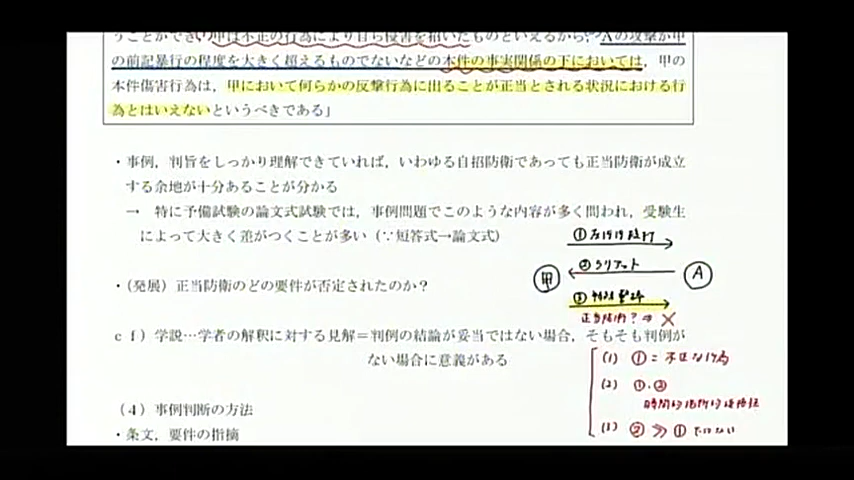 うことができ，甲は不正の行為により自ら侵害を招いたものといえるから，Aの攻撃が甲
の前記暴行の程度を大きく超えるものでないなどの本件の事実関係の下においては，甲の
本件傷害行為は，甲において何らかの反撃行為に出ることが正当とされる状況における行
為とはいえないというべきである」
・事例，判旨をしっかり理解できていれば，いわゆる自招防衛であっても正当防衛が成立
する余地が十分あることが分かる
→　特に予備試験の論文式試験では，事例問題でこのような内容が多く問われ，受験生
によって大きく差がつくことが多い（∵短答式→論文式）
① 殴打
甲 ② ラリアット A
③
正当防衛？⇒ ×
・（発展）正当防衛のどの要件が否定されたのか？
ｃｆ）学説…学者の解釈に対する見解＝判例の結論が妥当ではない場合，そもそも判例が
ない場合に意義がある
(1) ①＝不正な行為
(2) ①・②
時間的場所的
(3) ②≫①でない
（4）事例判断の方法
・条文，要件の指摘